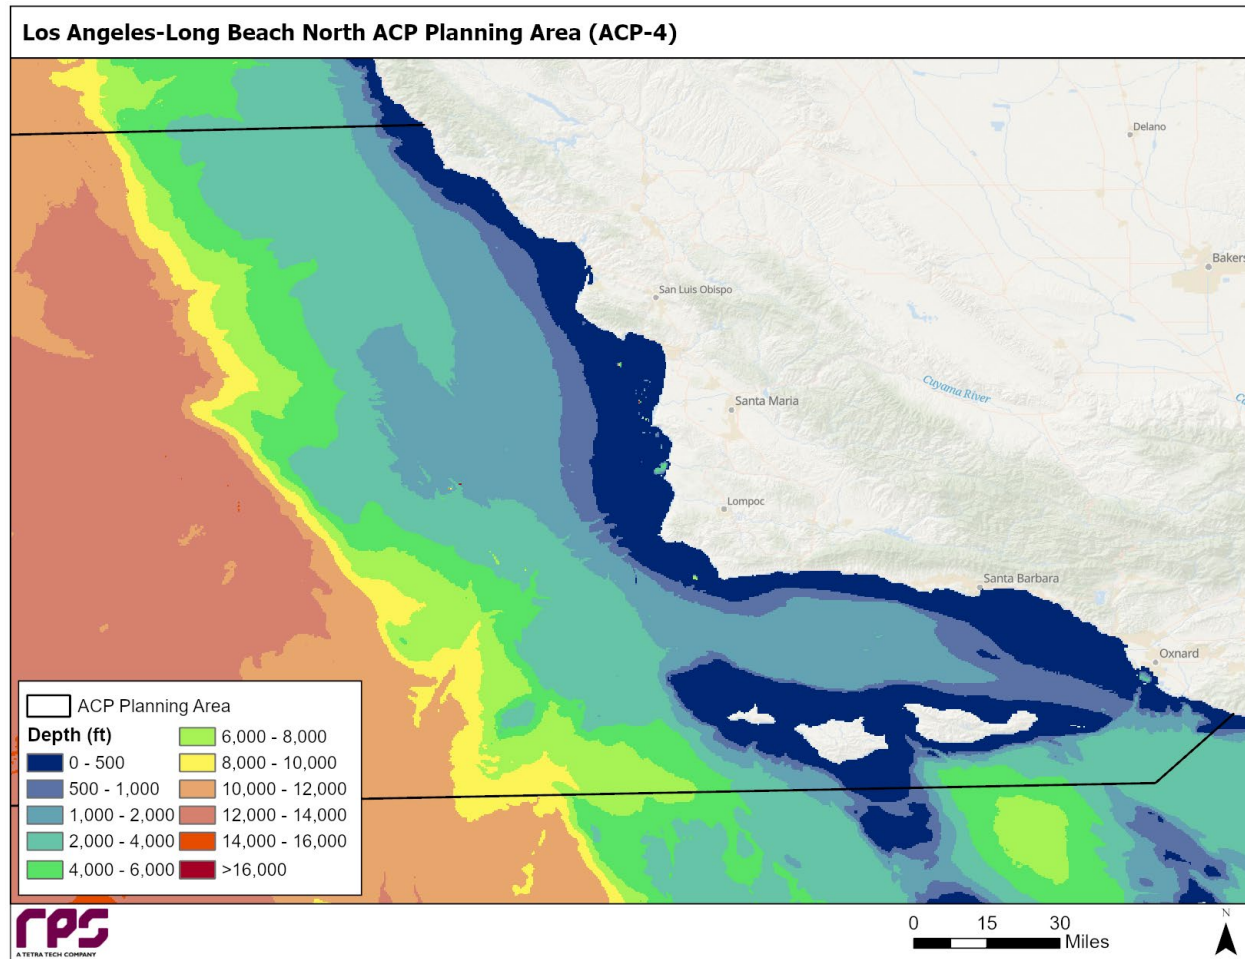 Los Angeles-Long Beach North ACP Planning Area (ACP-4)
Delano
Bakers
San Luis Obispo
Cuyama River
Santa Maria
Lompoc
Santa Barbara
Oxnard
ACP Planning Area
Depth (ft)
0 - 500
500 - 1,000
1,000 - 2,000
2,000 - 4,000
4,000 - 6,000
6,000 - 8,000
8,000 - 10,000
10,000 - 12,000
12,000 - 14,000
14,000 - 16,000
>16,000
rps
A TETRA TECH COMPANY
0 15 30
Miles
N